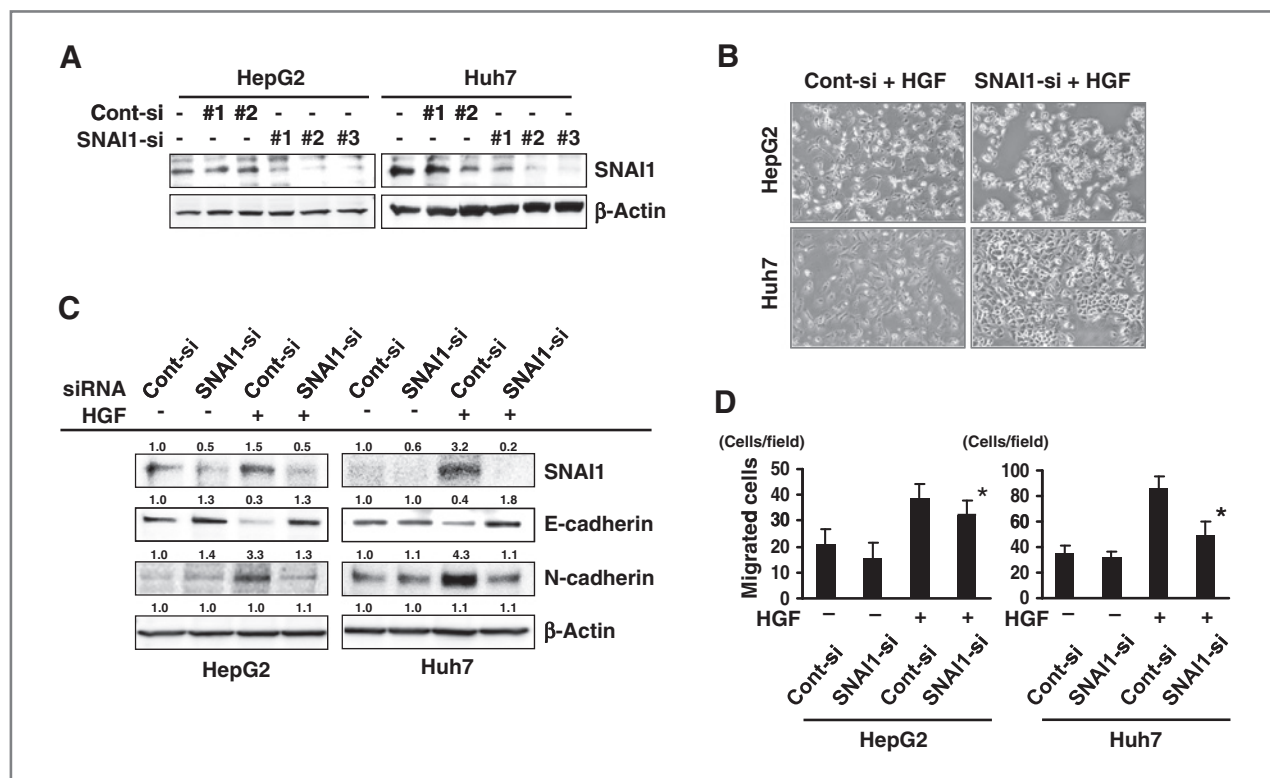 A
HepG2 Huh7
Cont-si - #1 #2 - - - - #1 #2 - - -
SNAI1-si - - - #1 #2 #3 - - - #1 #2 #3
SNAI1
β-Actin
B
Cont-si + HGF SNAI1-si + HGF
HepG2
Huh7
C
siRNA Cont-si SNAI1-si Cont-si SNAI1-si Cont-si SNAI1-si Cont-si SNAI1-si
HGF - - + + - - + +
1.0 0.5 1.5 0.5 1.0 0.6 3.2 0.2
SNAI1
1.0 1.3 0.3 1.3 1.0 1.0 0.4 1.8
E-cadherin
1.0 1.4 3.3 1.3 1.0 1.1 4.3 1.1
N-cadherin
1.0 1.0 1.0 1.1 1.0 1.0 1.1 1.1
β-Actin
HepG2 Huh7
D
(Cells/field) (Cells/field)
Migrated cells
50
40
30
20
10
0
*
100
80
60
40
20
0
*
HGF – – + + HGF – – + +
Cont-si SNAI1-si Cont-si SNAI1-si Cont-si SNAI1-si Cont-si SNAI1-si
HepG2 Huh7